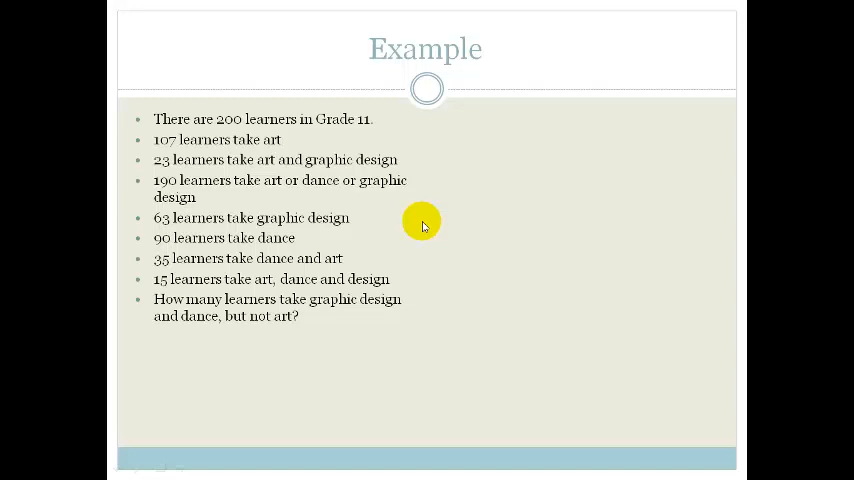 Example
There are 200 learners in Grade 11.
107 learners take art
23 learners take art and graphic design
190 learners take art or dance or graphic
design
63 learners take graphic design
90 learners take dance
35 learners take dance and art
15 learners take art, dance and design
How many learners take graphic design
and dance, but not art?